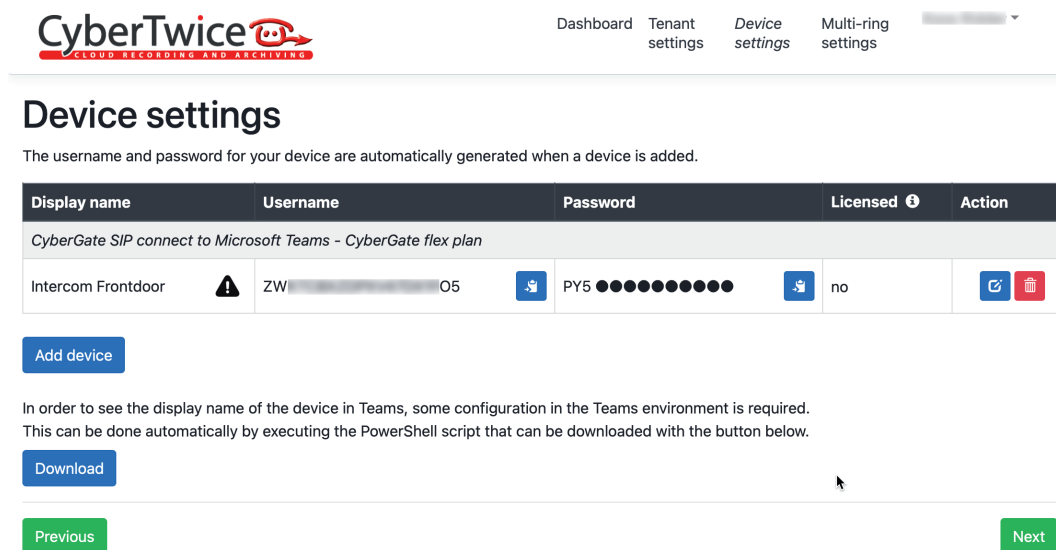 CyberTwice
CLOUD RECORDING AND ARCHIVING
Dashboard
Tenant settings
Device settings
Multi-ring settings
Device settings
The username and password for your device are automatically generated when a device is added.
Display name Username Password Licensed Action
CyberGate SIP connect to Microsoft Teams - CyberGate flex plan
Intercom Frontdoor ZW O5 PY5 ●●●●●●●●●● no
Add device
In order to see the display name of the device in Teams, some configuration in the Teams environment is required.
This can be done automatically by executing the PowerShell script that can be downloaded with the button below.
Download
Previous
Next